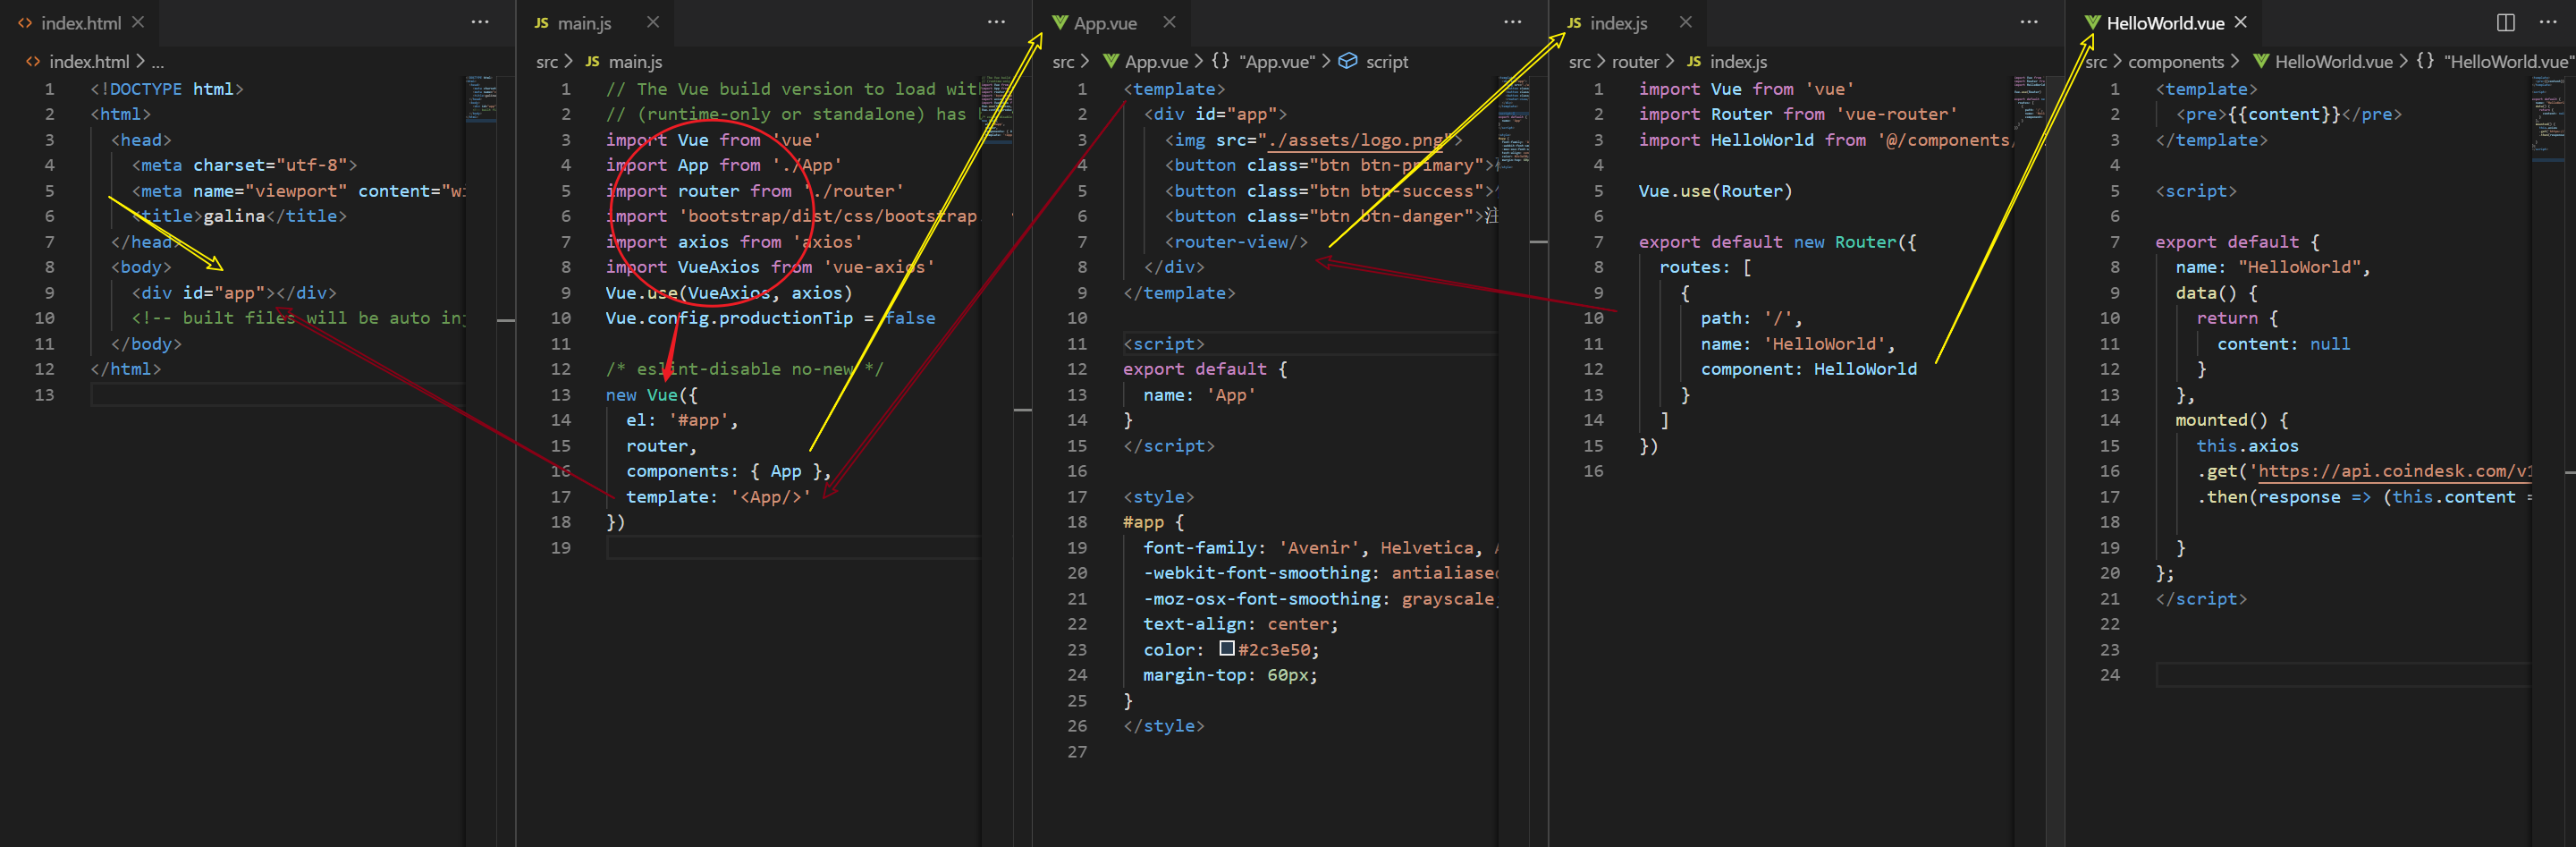 index.html
index.html > ...
1 <!DOCTYPE html>
2 <html>
3 <head>
4 <meta charset="utf-8">
5 <meta name="viewport" content="wi
6 <title>galina</title>
7 </head>
8 <body>
9 <div id="app"></div>
10 <!-- built files will be auto inj
11 </body>
12 </html>
13
JS main.js
src > JS main.js
1 // The Vue build version to load wit
2 // (runtime-only or standalone) has
3 import Vue from 'vue'
4 import App from './App'
5 import router from './router'
6 import 'bootstrap/dist/css/bootstrap.
7 import axios from 'axios'
8 import VueAxios from 'vue-axios'
9 Vue.use(VueAxios, axios)
10 Vue.config.productionTip = false
11
12 /* eslint-disable no-new */
13 new Vue({
14 el: '#app',
15 router,
16 components: { App },
17 template: '<App/>'
18 })
19
App.vue
src > App.vue > {} "App.vue" > script
1 <template>
2 <div id="app">
3 <img src="./assets/logo.png">
4 <button class="btn btn-primary">
5 <button class="btn btn-success">
6 <button class="btn btn-danger">注
7 <router-view/>
8 </div>
9 </template>
10
11 <script>
12 export default {
13 name: 'App'
14 }
15 </script>
16
17 <style>
18 #app {
19 font-family: 'Avenir', Helvetica, A
20 -webkit-font-smoothing: antialiased
21 -moz-osx-font-smoothing: grayscale;
22 text-align: center;
23 color: #2c3e50;
24 margin-top: 60px;
25 }
26 </style>
27
JS index.js
src > router > JS index.js
1 import Vue from 'vue'
2 import Router from 'vue-router'
3 import HelloWorld from '@/components/
4
5 Vue.use(Router)
6
7 export default new Router({
8 routes: [
9 {
10 path: '/',
11 name: 'HelloWorld',
12 component: HelloWorld
13 }
14 ]
15 })
16
HelloWorld.vue
src > components > HelloWorld.vue > {} "HelloWorld.vue"
1 <template>
2 <pre>{{content}}</pre>
3 </template>
4
5 <script>
6
7 export default {
8 name: "HelloWorld",
9 data() {
10 return {
11 content: null
12 }
13 },
14 mounted() {
15 this.axios
16 .get('https://api.coindesk.com/v1
17 .then(response => (this.content =
18
19 }
20 };
21 </script>
22
23
24